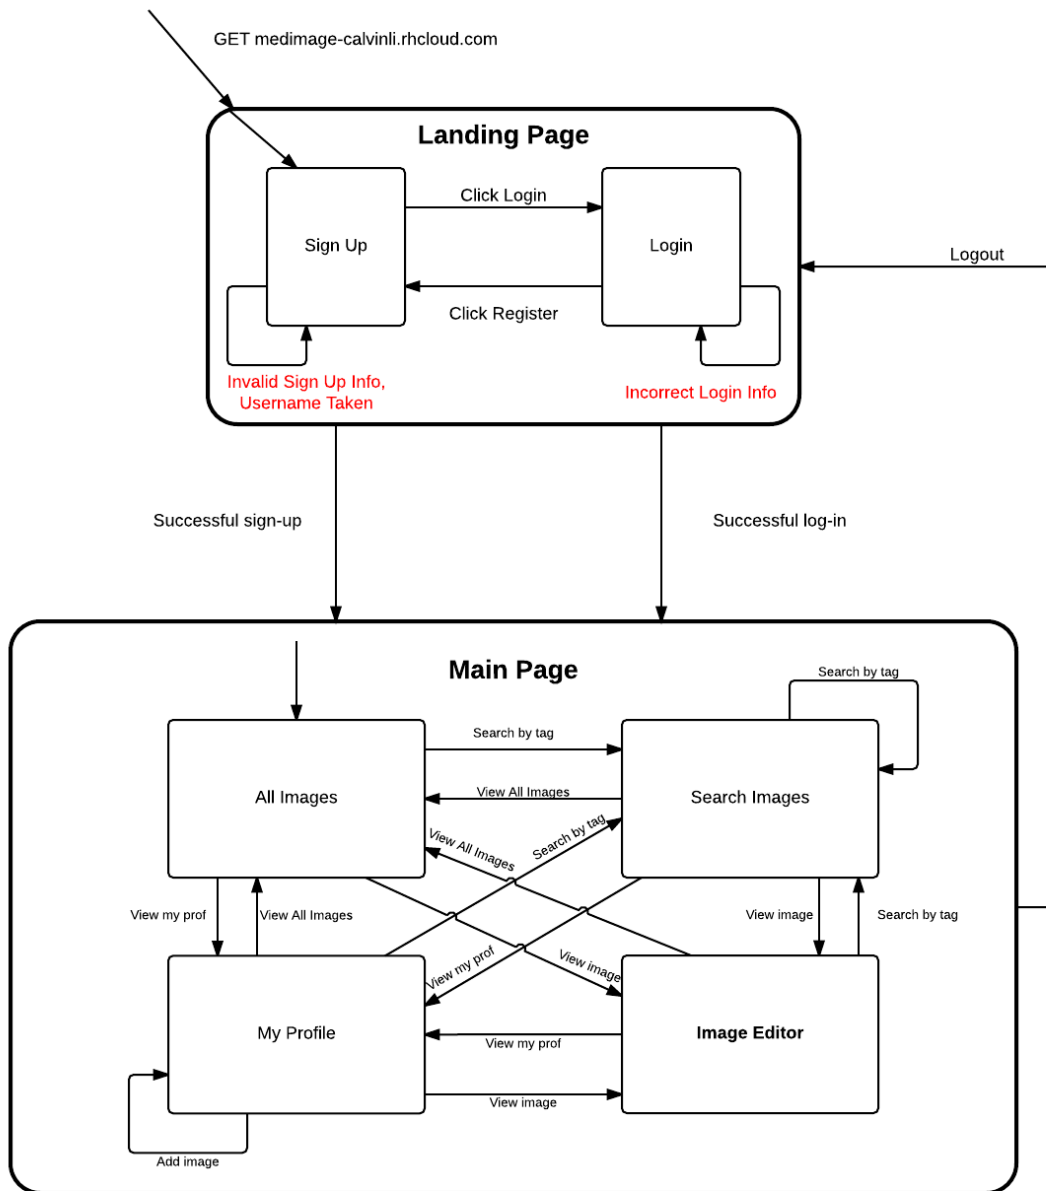 GET medimage-calvinli.rhcloud.com
Landing Page
Click Login
Sign Up
Login
Logout
Click Register
Invalid Sign Up Info,
Username Taken
Incorrect Login Info
Successful sign-up
Successful log-in
Main Page
Search by tag
Search by tag
All Images
View All Images
Search Images
View All Images
Search by tag
View my prof
View All Images
View image
Search by tag
View my prof
View image
My Profile
Image Editor
View my prof
View image
Add image